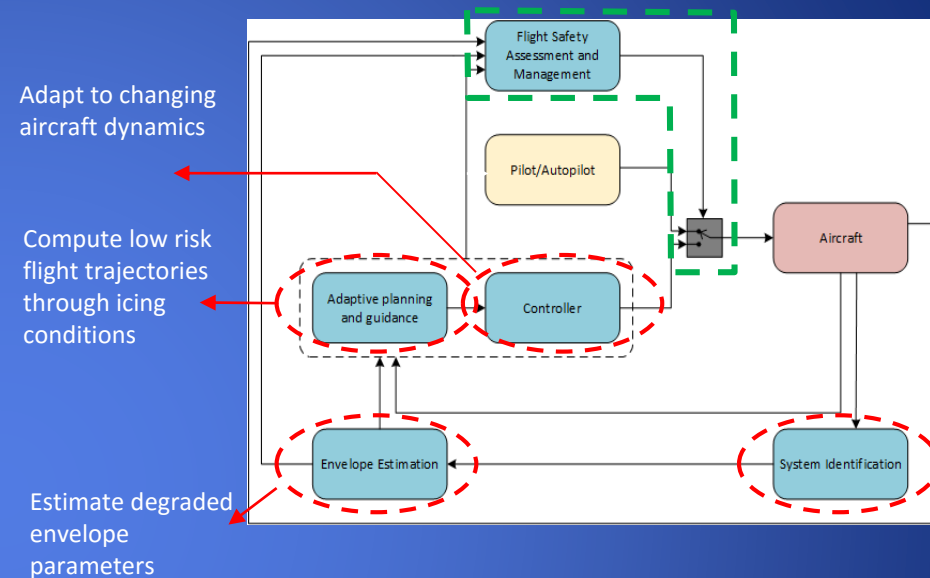 Flight Safety
Assessment and
Management
Adapt to changing
aircraft dynamics
Pilot/Autopilot
Aircraft
Compute low risk
flight trajectories
through icing
conditions
Adaptive planning
and guidance
Controller
Envelope Estimation
System Identification
Estimate degraded
envelope
parameters